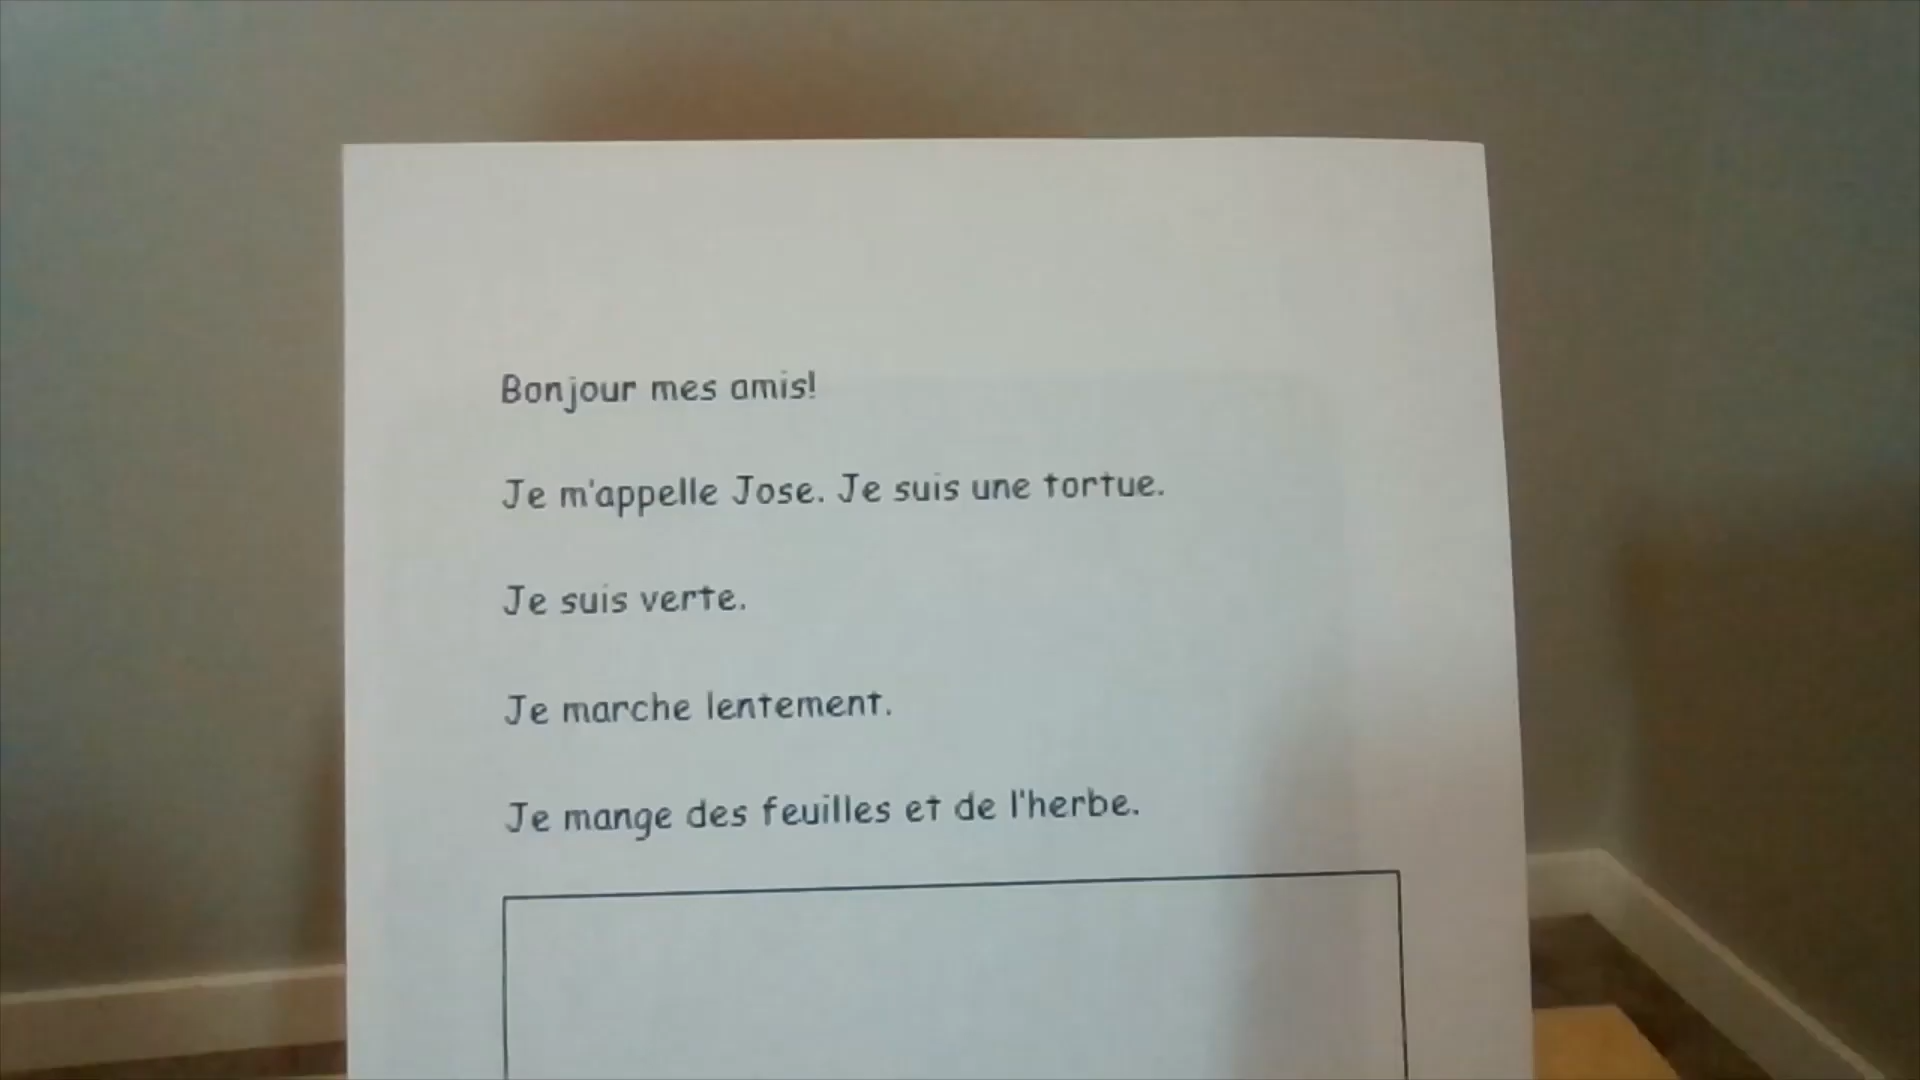 Bonjour mes amis!
Je m'appelle Jose. Je suis une tortue.
Je suis verte.
Je marche lentement.
Je mange des feuilles et de l'herbe.